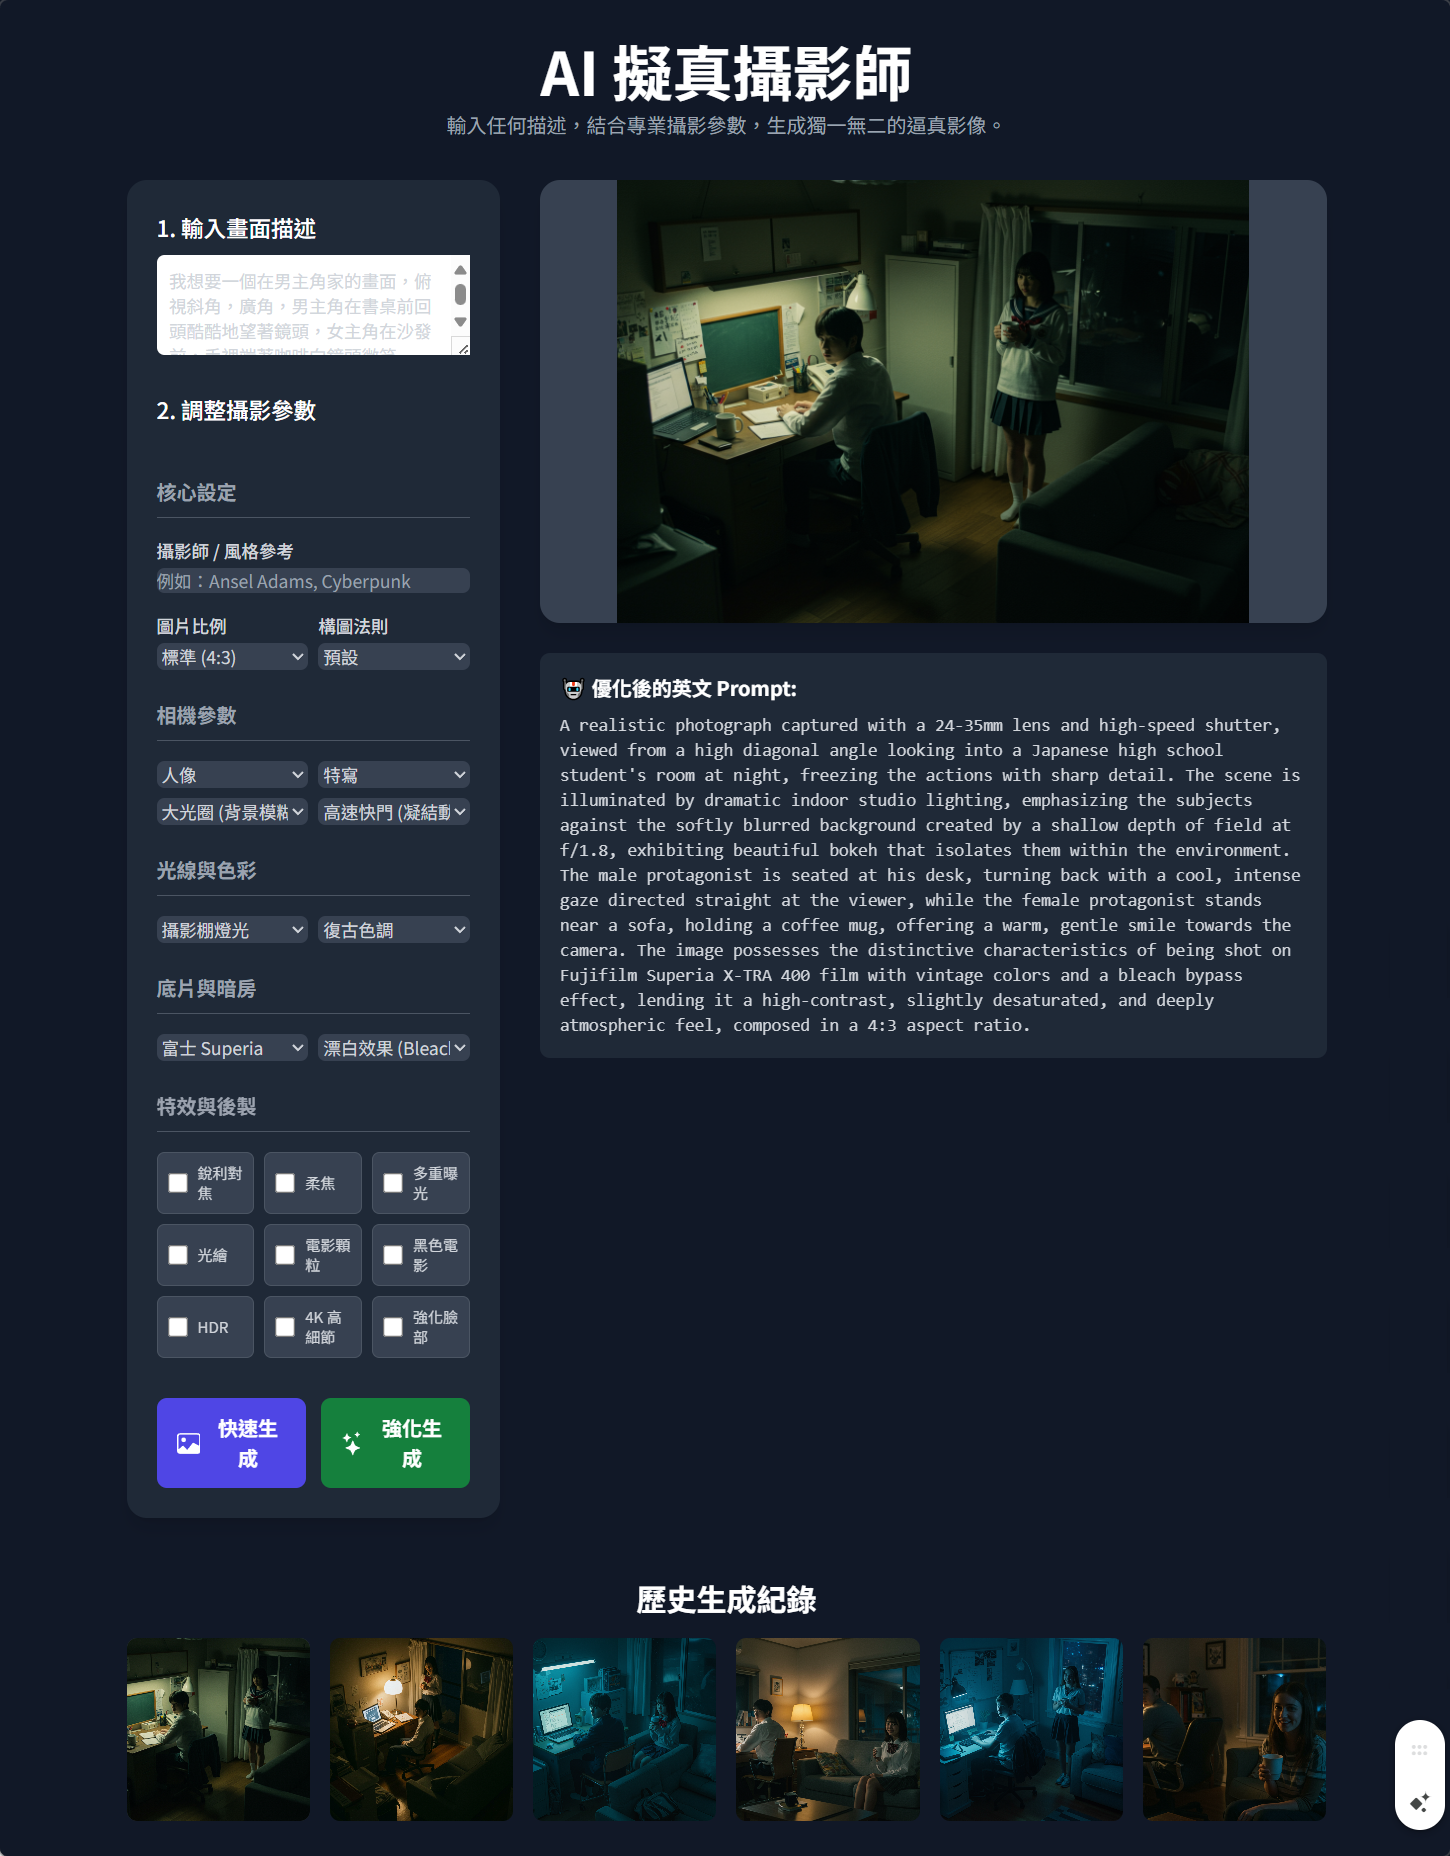 AI 擬真攝影師
輸入任何描述，結合專業攝影參數，生成獨一無二的逼真影像。
1. 輸入畫面描述
我想要一個在男主角家的畫面，俯
視斜角，廣角，男主角在書桌前回
頭酷酷地望著鏡頭，女主角在沙發
2. 調整攝影參數
核心設定
攝影師 / 風格參考
例如：Ansel Adams, Cyberpunk
圖片比例 構圖法則
標準 (4:3) 預設
相機參數
人像 特寫
大光圈 (背景模糊 高速快門 (凝結動
光線與色彩
攝影棚燈光 復古色調
底片與暗房
富士 Superia 漂白效果 (Bleac
特效與後製
銳利對焦 柔焦 多重曝光
光繪 電影顆粒 黑色電影
HDR 4K 高細節 強化臉部
快速生成 強化生成
優化後的英文 Prompt:
A realistic photograph captured with a 24-35mm lens and high-speed shutter,
viewed from a high diagonal angle looking into a Japanese high school
student's room at night, freezing the actions with sharp detail. The scene is
illuminated by dramatic indoor studio lighting, emphasizing the subjects
against the softly blurred background created by a shallow depth of field at
f/1.8, exhibiting beautiful bokeh that isolates them within the environment.
The male protagonist is seated at his desk, turning back with a cool, intense
gaze directed straight at the viewer, while the female protagonist stands
near a sofa, holding a coffee mug, offering a warm, gentle smile towards the
camera. The image possesses the distinctive characteristics of being shot on
Fujifilm Superia X-TRA 400 film with vintage colors and a bleach bypass
effect, lending it a high-contrast, slightly desaturated, and deeply
atmospheric feel, composed in a 4:3 aspect ratio.
歷史生成紀錄